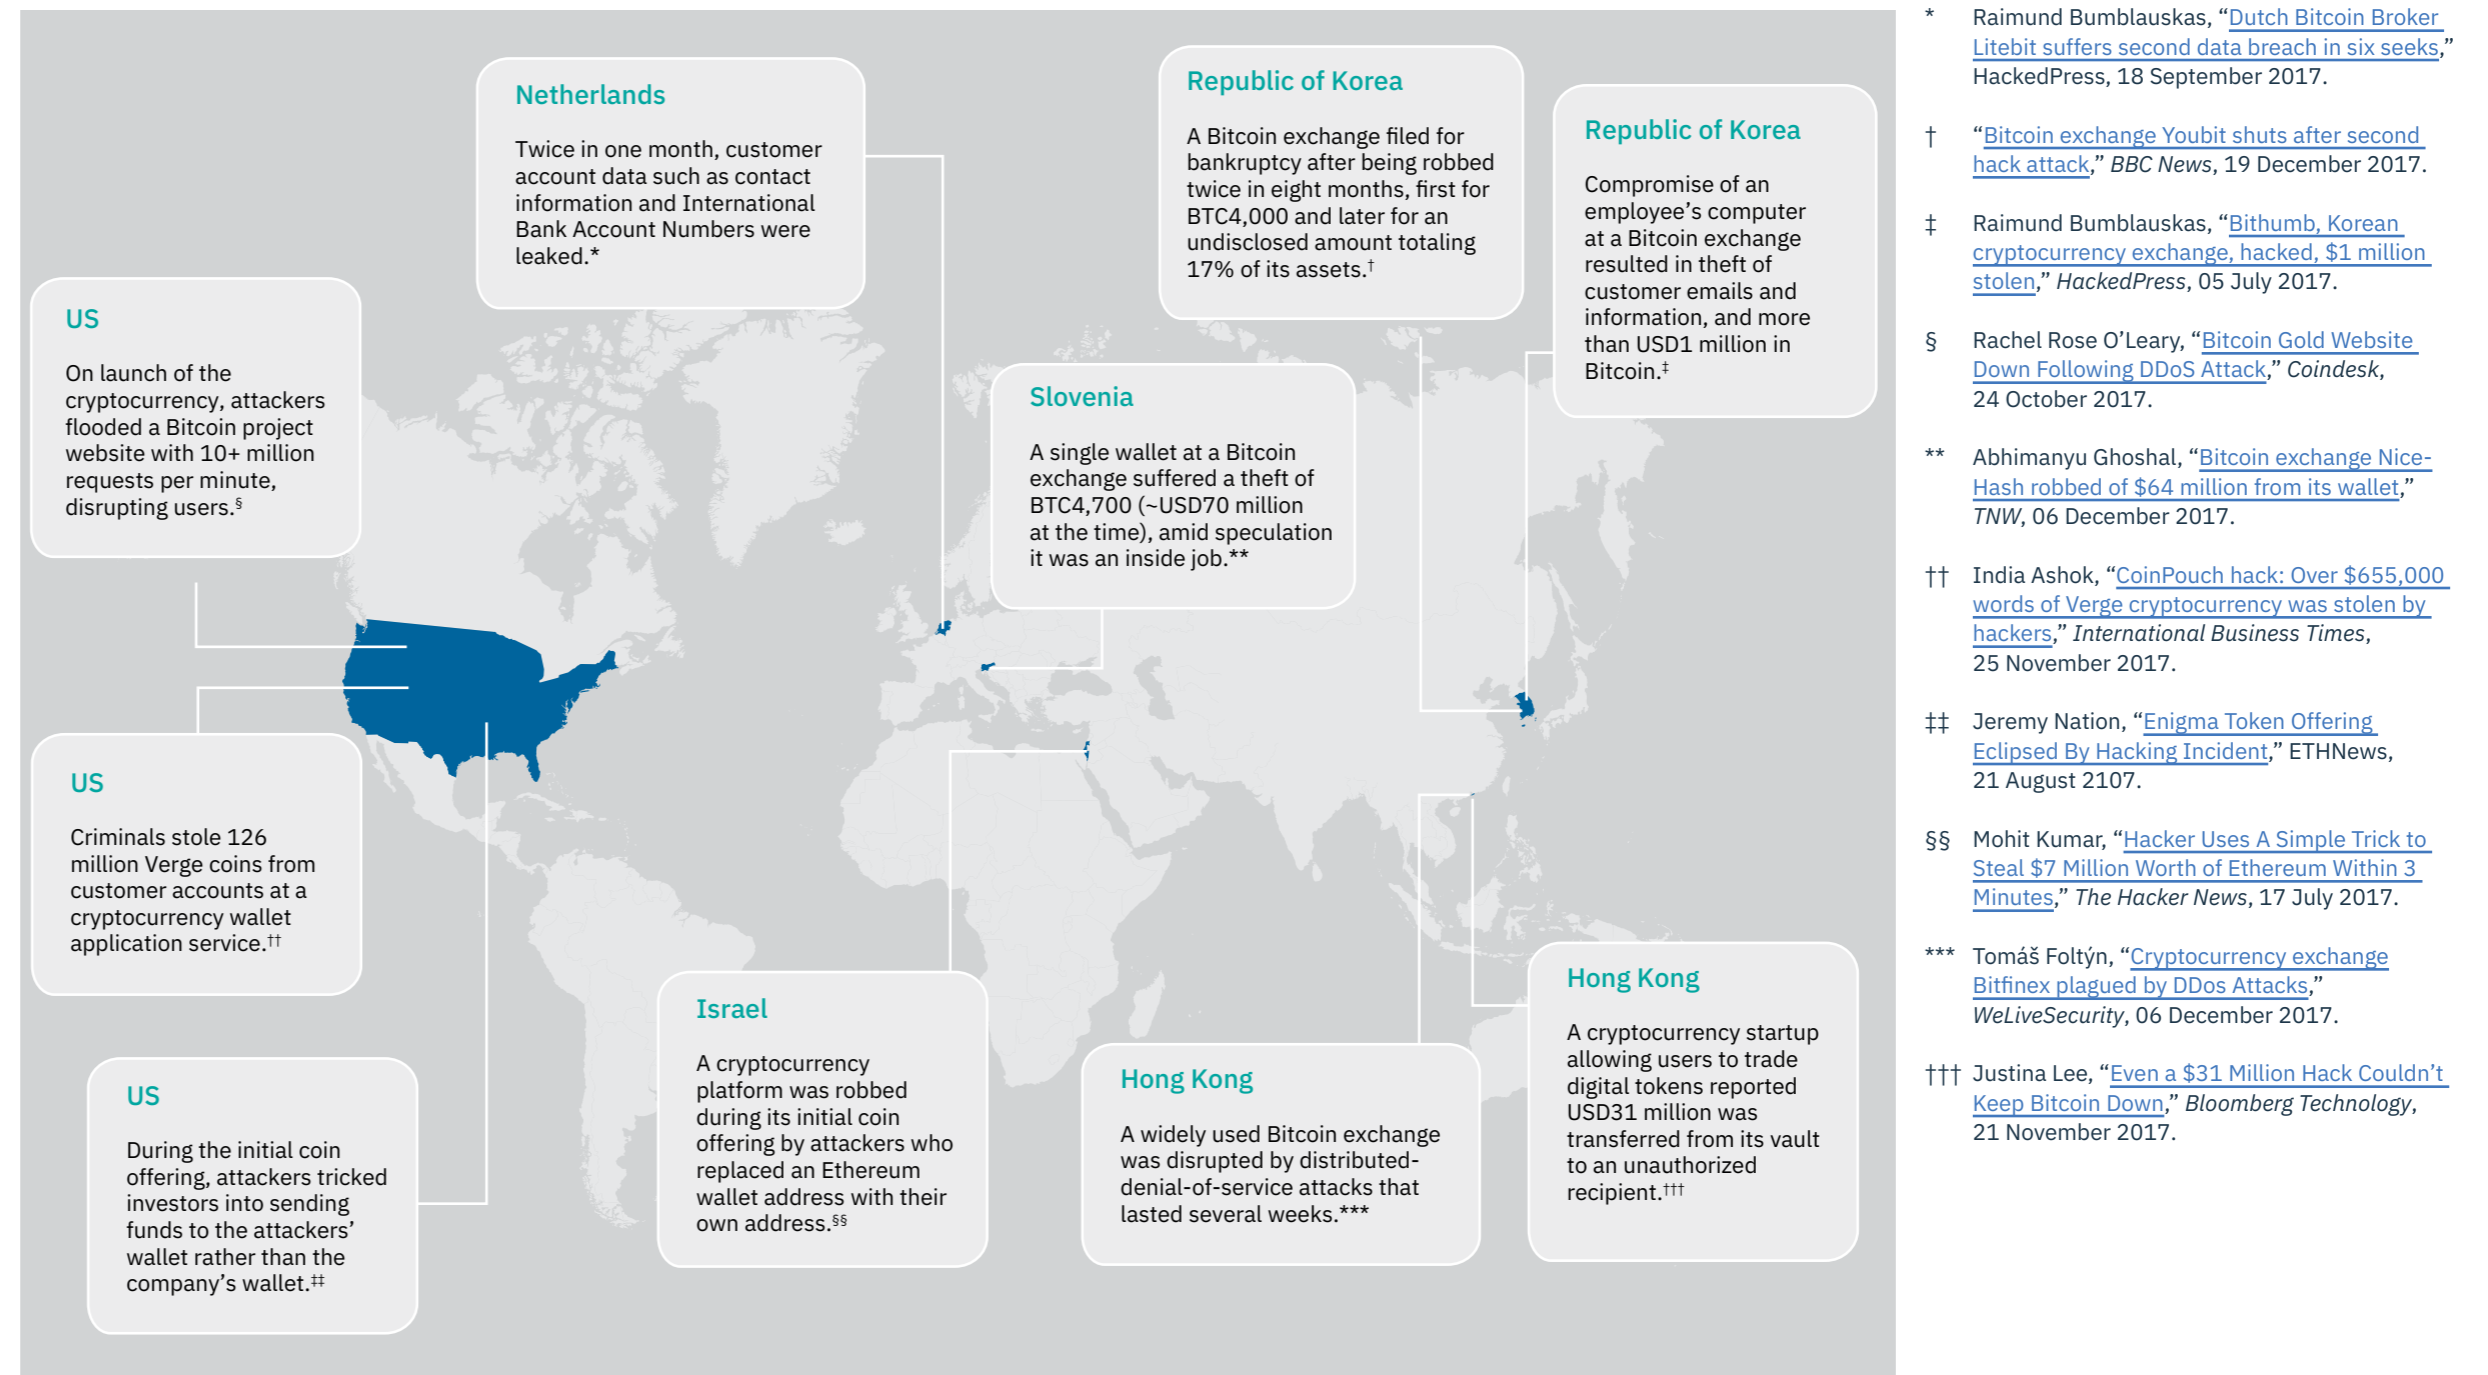 Netherlands
Twice in one month, customer
account data such as contact
information and International
Bank Account Numbers were
leaked.*
Republic of Korea
A Bitcoin exchange filed for
bankruptcy after being robbed
twice in eight months, first for
BTC4,000 and later for an
undisclosed amount totaling
17% of its assets.†
Republic of Korea
Compromise of an
employee’s computer
at a Bitcoin exchange
resulted in theft of
customer emails and
information, and more
than USD1 million in
Bitcoin.‡
US
On launch of the
cryptocurrency, attackers
flooded a Bitcoin project
website with 10+ million
requests per minute,
disrupting users.§
Slovenia
A single wallet at a Bitcoin
exchange suffered a theft of
BTC4,700 (~USD70 million
at the time), amid speculation
it was an inside job.**
US
Criminals stole 126
million Verge coins from
customer accounts at a
cryptocurrency wallet
application service.††
US
During the initial coin
offering, attackers tricked
investors into sending
funds to the attackers’
wallet rather than the
company’s wallet.‡‡
Israel
A cryptocurrency
platform was robbed
during its initial coin
offering by attackers who
replaced an Ethereum
wallet address with their
own address.§§
Hong Kong
A widely used Bitcoin exchange
was disrupted by distributed-
denial-of-service attacks that
lasted several weeks.***
Hong Kong
A cryptocurrency startup
allowing users to trade
digital tokens reported
USD31 million was
transferred from its vault
to an unauthorized
recipient.†††
* Raimund Bumblauskas, “Dutch Bitcoin Broker
Litebit suffers second data breach in six seeks,”
HackedPress, 18 September 2017.
† “Bitcoin exchange Youbit shuts after second
hack attack,” BBC News, 19 December 2017.
‡ Raimund Bumblauskas, “Bithumb, Korean
cryptocurrency exchange, hacked, $1 million
stolen,” HackedPress, 05 July 2017.
§ Rachel Rose O’Leary, “Bitcoin Gold Website
Down Following DDoS Attack,” Coindesk,
24 October 2017.
** Abhimanyu Ghoshal, “Bitcoin exchange Nice-
Hash robbed of $64 million from its wallet,”
TNW, 06 December 2017.
†† India Ashok, “CoinPouch hack: Over $655,000
words of Verge cryptocurrency was stolen by
hackers,” International Business Times,
25 November 2017.
‡‡ Jeremy Nation, “Enigma Token Offering
Eclipsed By Hacking Incident,” ETHNews,
21 August 2107.
§§ Mohit Kumar, “Hacker Uses A Simple Trick to
Steal $7 Million Worth of Ethereum Within 3
Minutes,” The Hacker News, 17 July 2017.
*** Tomáš Foltýn, “Cryptocurrency exchange
Bitfinex plagued by DDos Attacks,”
WeLiveSecurity, 06 December 2017.
††† Justina Lee, “Even a $31 Million Hack Couldn’t
Keep Bitcoin Down,” Bloomberg Technology,
21 November 2017.